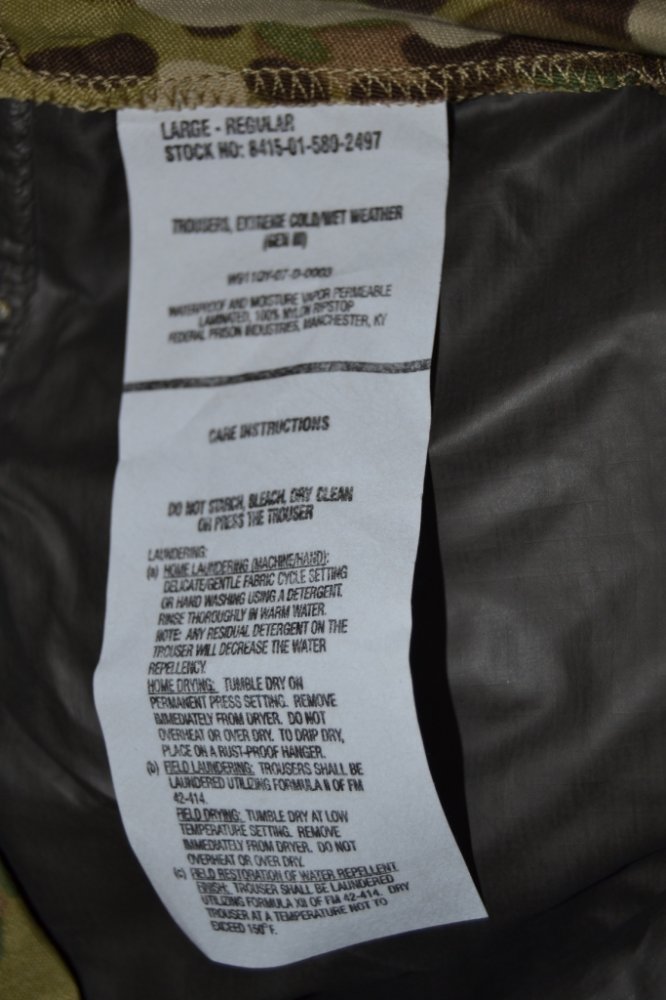 LARGE - REGULAR
STOCK NO: 8415-01-580-2497
TROUSERS, EXTREME COLD/WET WEATHER
(GEN III)
W911QY-07-D-0003
WATERPROOF AND MOISTURE VAPOR PERMEABLE
LAMINATED, 100% NYLON RIPSTOP
FEDERAL PRISON INDUSTRIES, MANCHESTER, KY
CARE INSTRUCTIONS
DO NOT STARCH, BLEACH, DRY CLEAN
OR PRESS THE TROUSER
LAUNDERING:
(a) HOME LAUNDERING (MACHINE/HAND):
DELICATE/GENTLE FABRIC CYCLE SETTING
OR HAND WASHING USING A DETERGENT.
RINSE THOROUGHLY IN WARM WATER.
NOTE: ANY RESIDUAL DETERGENT ON THE
TROUSER WILL DECREASE THE WATER
REPELLENCY.
HOME DRYING: TUMBLE DRY ON
PERMANENT PRESS SETTING. REMOVE
IMMEDIATELY FROM DRYER. DO NOT
OVERHEAT OR OVER DRY. TO DRIP DRY,
PLACE ON A RUST-PROOF HANGER.
(b) FIELD LAUNDERING: TROUSERS SHALL BE
LAUNDERED UTILIZING FORMULA II OF FM
42-414.
FIELD DRYING: TUMBLE DRY AT LOW
TEMPERATURE SETTING. REMOVE
IMMEDIATELY FROM DRYER. DO NOT
OVERHEAT OR OVER DRY.
(c) FIELD RESTORATION OF WATER REPELLENT
FINISH: TROUSER SHALL BE LAUNDERED
UTILIZING FORMULA XII OF FM 42-414. DRY
TROUSER AT A TEMPERATURE NOT TO
EXCEED 150°F.